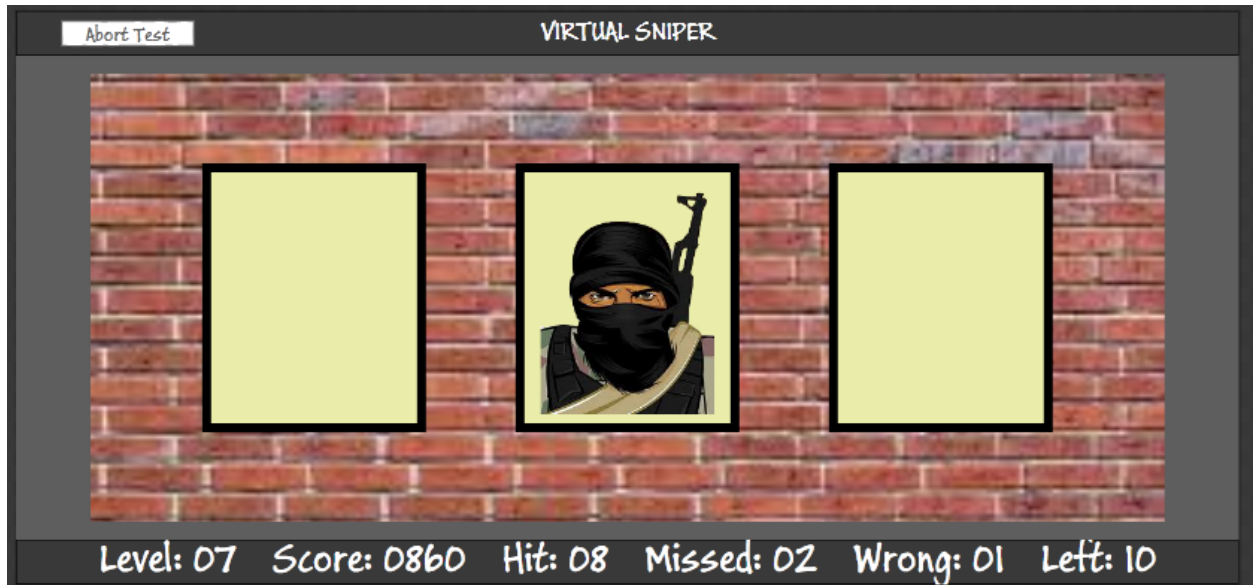 Abort Test
VIRTUAL SNIPER
Level: 07 Score: 0860 Hit: 08 Missed: 02 Wrong: 01 Left: 10